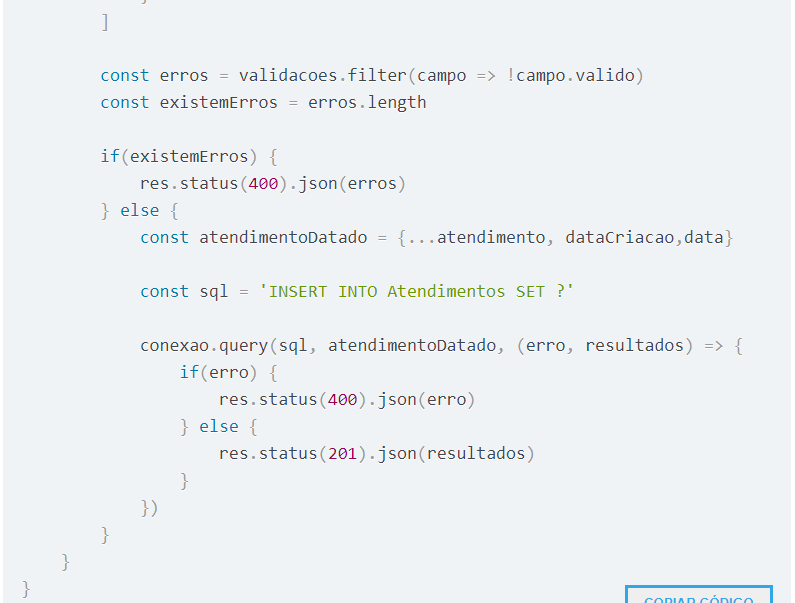 }
]
const erros = validacoes.filter(campo => !campo.valido)
const existemErros = erros.length
if(existemErros) {
res.status(400).json(erros)
} else {
const atendimentoDatado = {...atendimento, dataCriacao,data}
const sql = 'INSERT INTO Atendimentos SET ?'
conexao.query(sql, atendimentoDatado, (erro, resultados) => {
if(erro) {
res.status(400).json(erro)
} else {
res.status(201).json(resultados)
}
})
}
}
}
COPIAR CÓDIGO